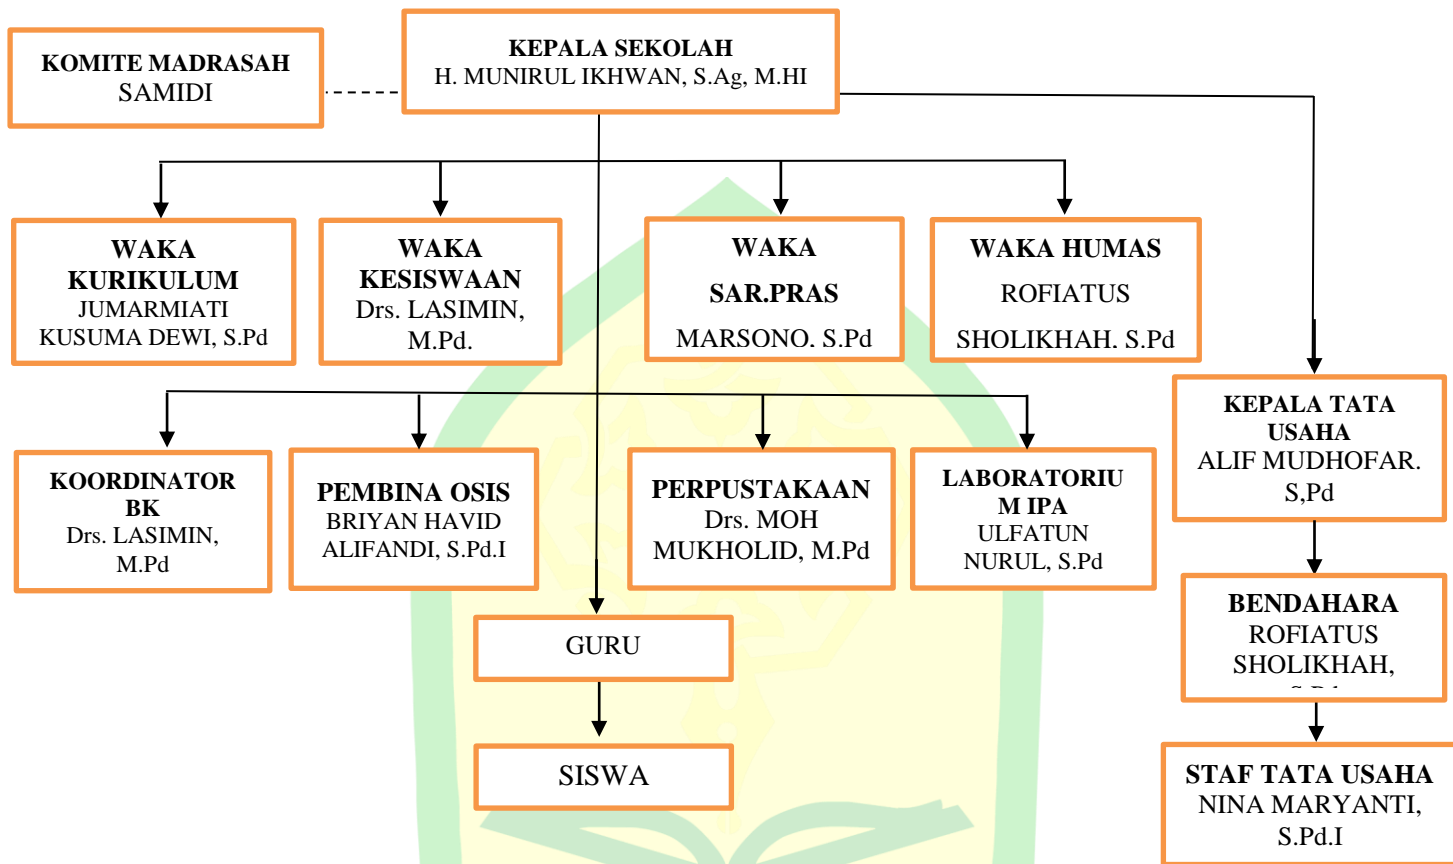 KOMITE MADRASAH
SAMIDI
KEPALA SEKOLAH
H. MUNIRUL IKHWAN, S.Ag, M.HI
WAKA
KURIKULUM
JUMARMIATI
KUSUMA DEWI, S.Pd
WAKA
KESISWAAN
Drs. LASIMIN,
M.Pd.
WAKA
SAR.PRAS
MARSONO, S.Pd
WAKA HUMAS
ROFIATUS
SHOLIKHAH, S.Pd
KEPALA TATA
USAHA
ALIF MUDHOFAR.
S,Pd
KOORDINATOR
BK
Drs. LASIMIN,
M.Pd
PEMBINA OSIS
BRIYAN HAVID
ALIFANDI, S.Pd.I
PERPUSTAKAAN
Drs. MOH
MUKHOLID, M.Pd
LABORATORIU
M IPA
ULFATUN
NURUL, S.Pd
BENDAHARA
ROFIATUS
SHOLIKHAH,
GURU
SISWA
STAF TATA USAHA
NINA MARYANTI,
S.Pd.I